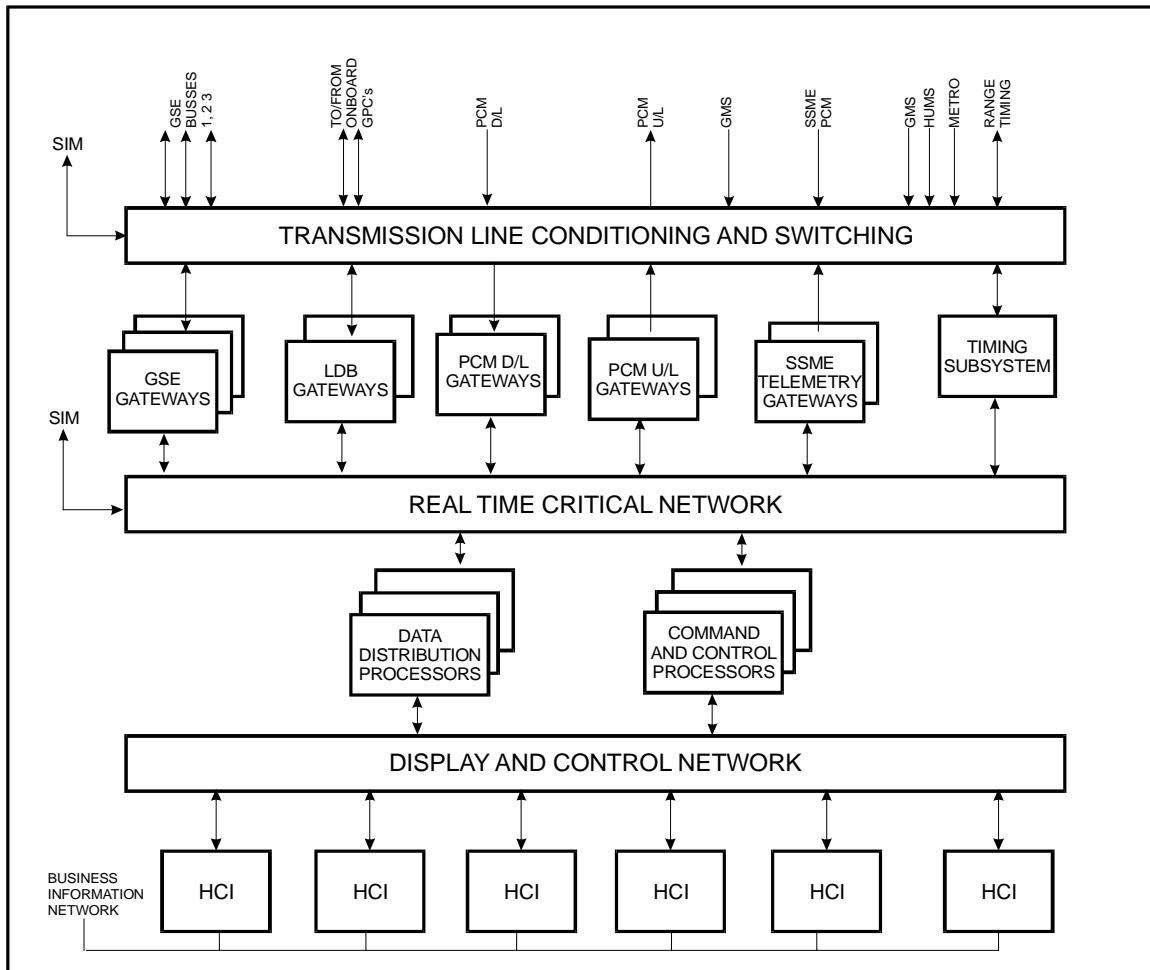 GSE
BUSSES
1, 2 3
TO/FROM
ONBOARD
GPC's
PCM
D/L
PCM
U/L
GMS
SSME
PCM
GMS
HUMS
METRO
RANGE
TIMING
SIM
TRANSMISSION LINE CONDITIONING AND SWITCHING
GSE
GATEWAYS
LDB
GATEWAYS
PCM D/L
GATEWAYS
PCM U/L
GATEWAYS
SSME
TELEMETRY
GATEWAYS
TIMING
SUBSYSTEM
SIM
REAL TIME CRITICAL NETWORK
DATA
DISTRIBUTION
PROCESSORS
COMMAND
AND CONTROL
PROCESSORS
DISPLAY AND CONTROL NETWORK
BUSINESS
INFORMATION
NETWORK
HCI
HCI
HCI
HCI
HCI
HCI